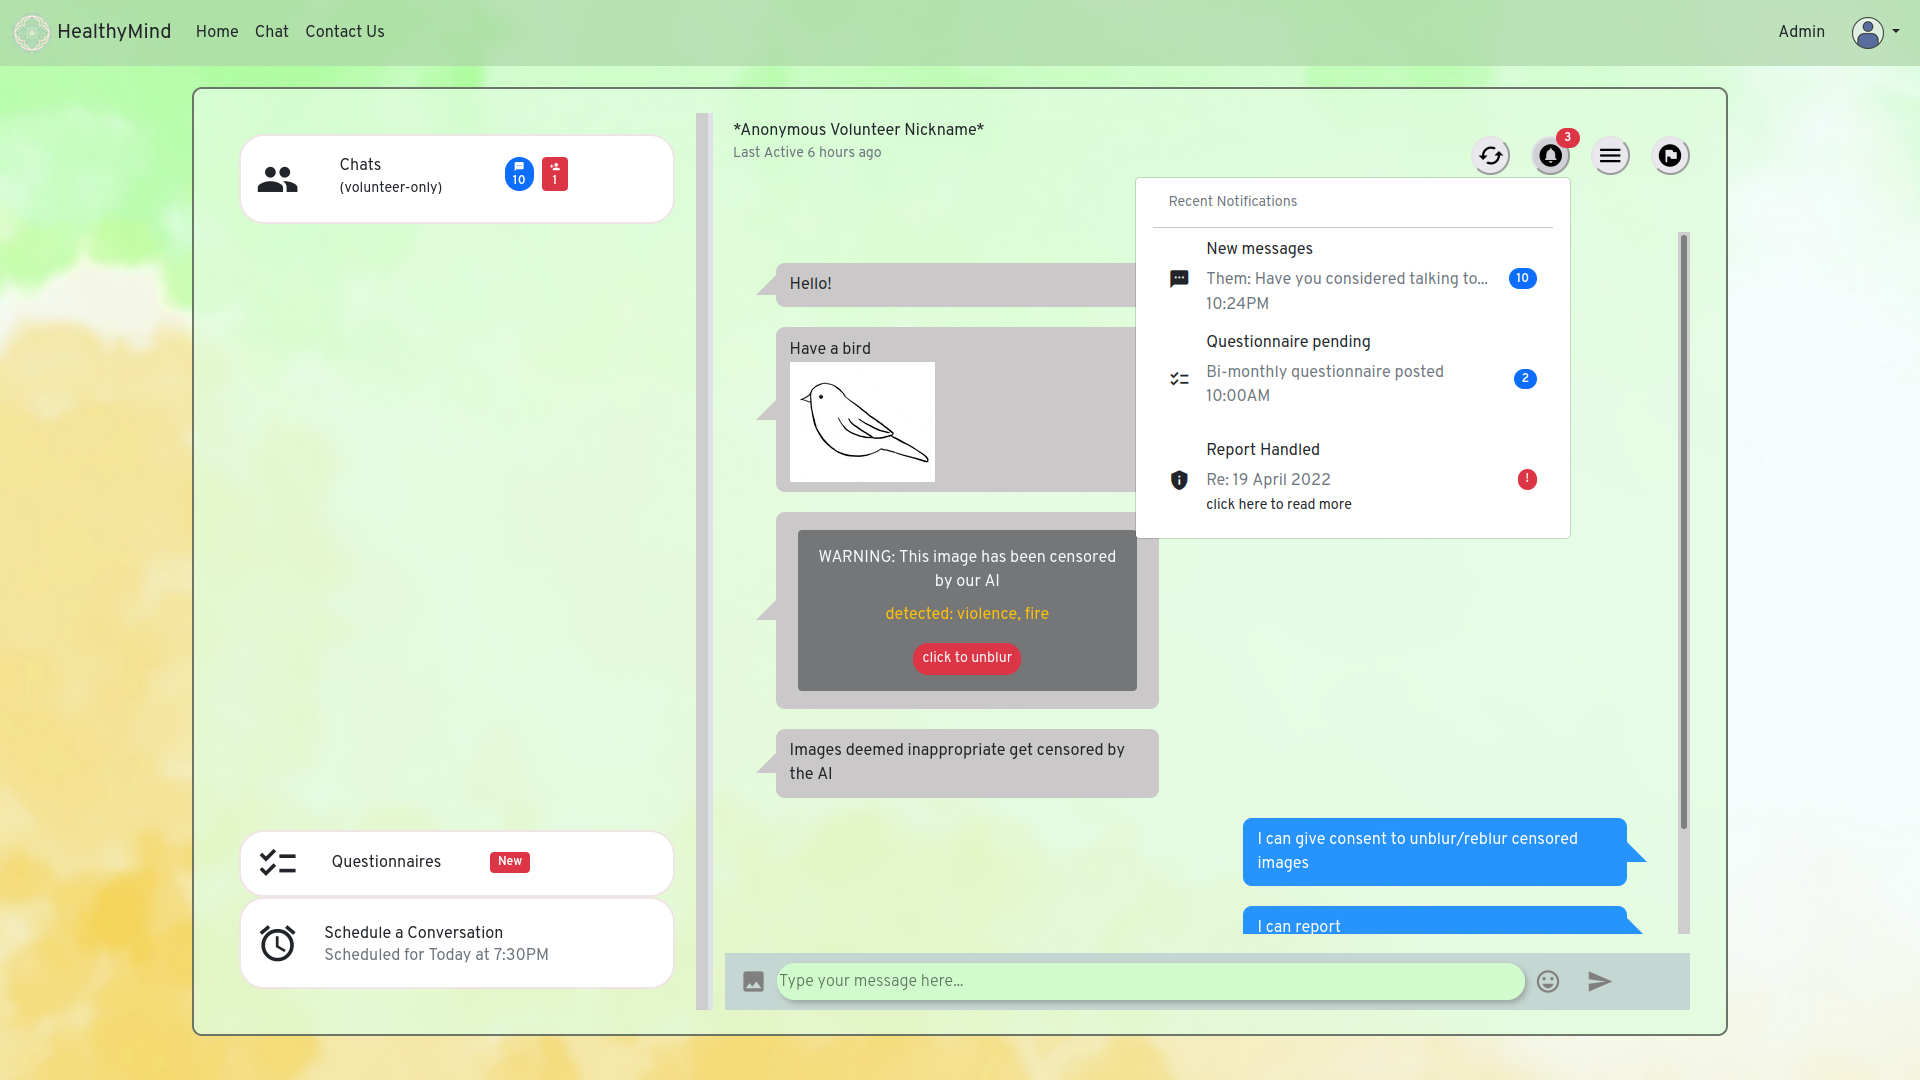 HealthyMind
Home
Chat
Contact Us
Admin
Chats
(volunteer-only)
10
1
*Anonymous Volunteer Nickname*
Last Active 6 hours ago
3
Recent Notifications
New messages
Them: Have you considered talking to...
10:24PM
10
Questionnaire pending
Bi-monthly questionnaire posted
10:00AM
2
Report Handled
Re: 19 April 2022
click here to read more
!
Hello!
Have a bird
WARNING: This image has been censored
by our AI
detected: violence, fire
click to unblur
Images deemed inappropriate get censored by
the AI
I can give consent to unblur/reblur censored
images
I can report
Questionnaires
New
Schedule a Conversation
Scheduled for Today at 7:30PM
Type your message here...